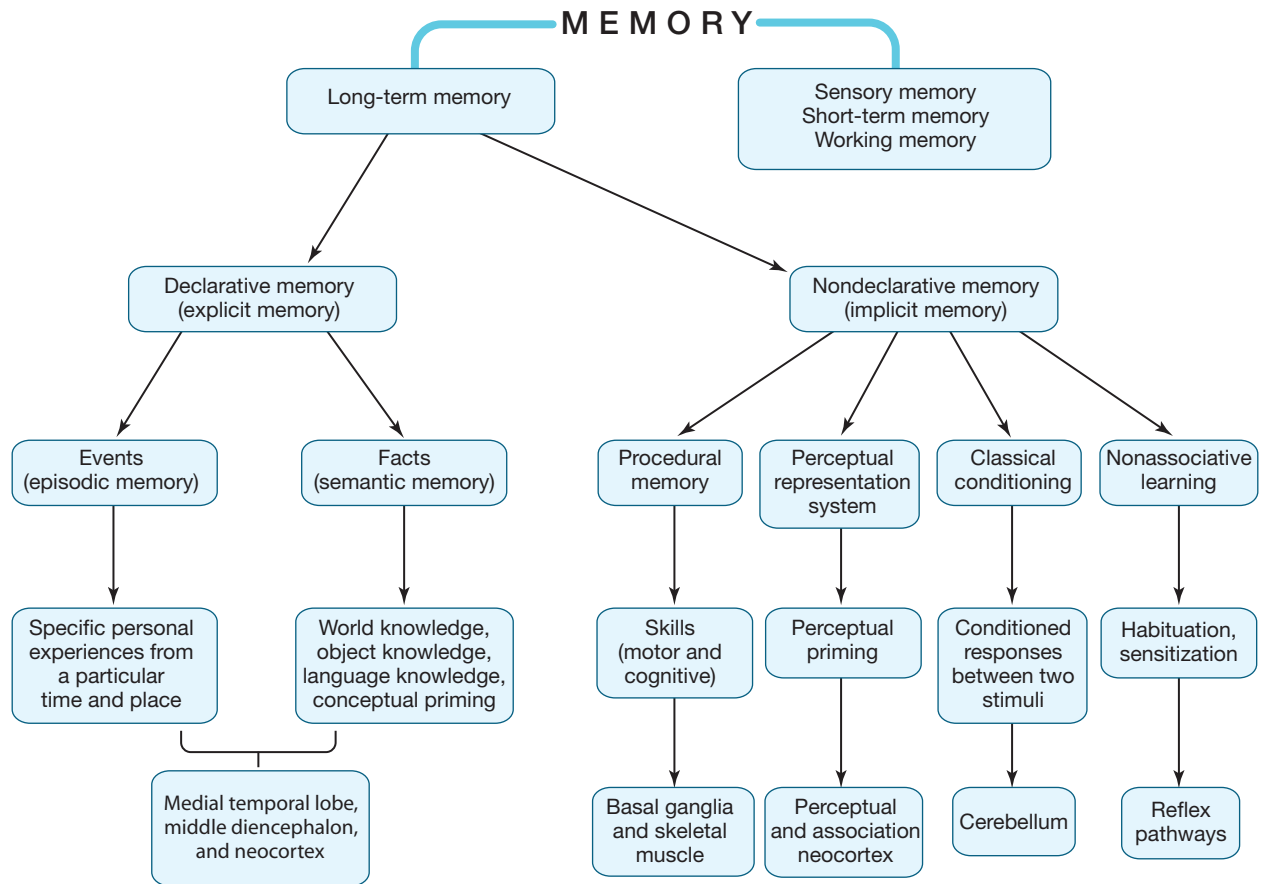 MEMORY
Long-term memory
Sensory memory
Short-term memory
Working memory
Declarative memory
(explicit memory)
Nondeclarative memory
(implicit memory)
Events
(episodic memory)
Facts
(semantic memory)
Procedural
memory
Perceptual
representation
system
Classical
conditioning
Nonassociative
learning
Specific personal
experiences from
a particular
time and place
World knowledge,
object knowledge,
language knowledge,
conceptual priming
Skills
(motor and
cognitive)
Perceptual
priming
Conditioned
responses
between two
stimuli
Habituation,
sensitization
Medial temporal lobe,
middle diencephalon,
and neocortex
Basal ganglia
and skeletal
muscle
Perceptual
and association
neocortex
Cerebellum
Reflex
pathways